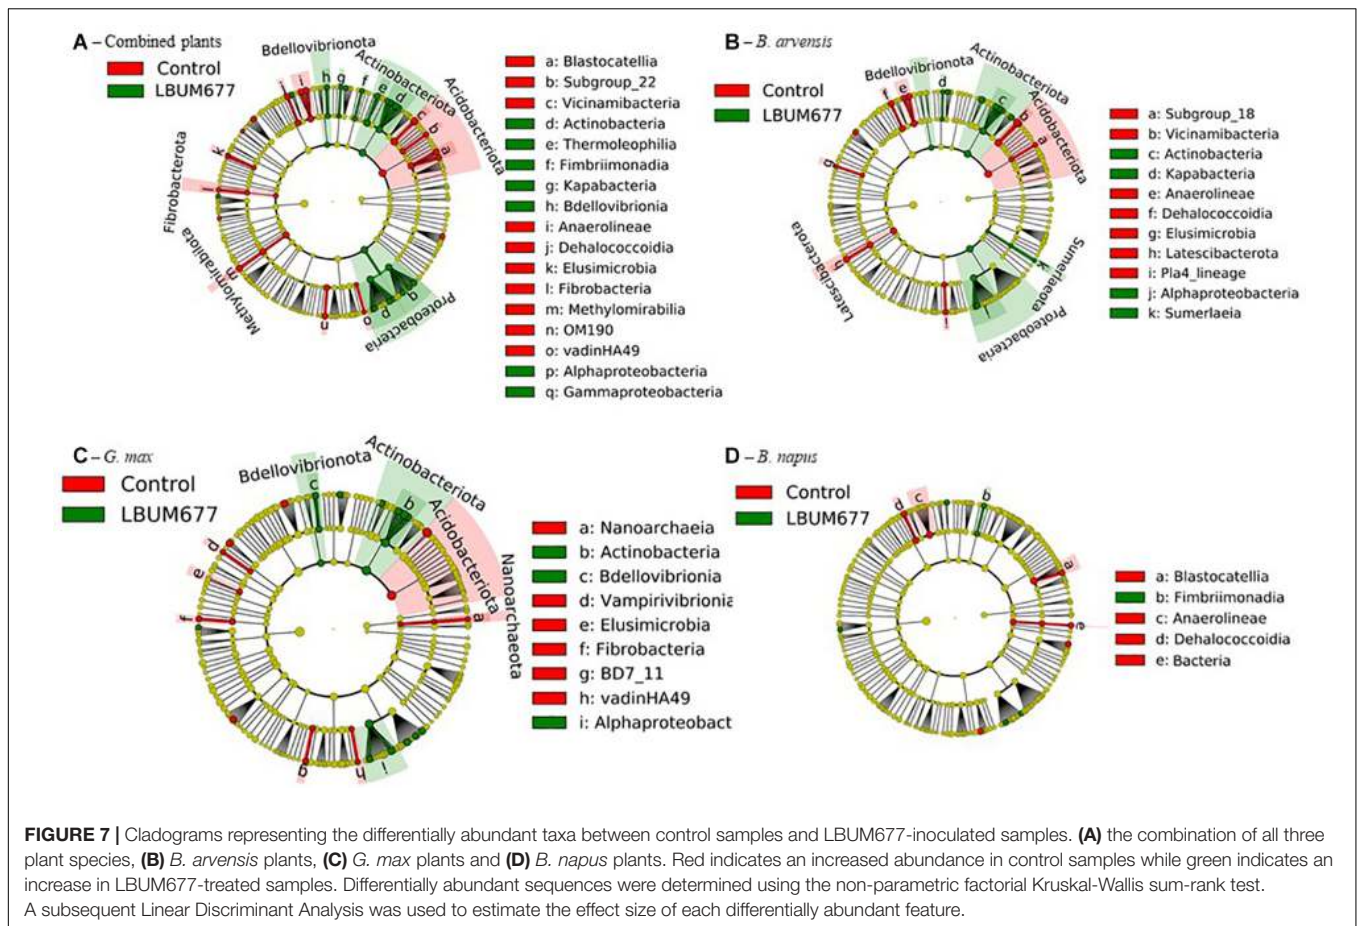 A – Combined plants
Control
LBUM677
Bdellovibrionota
Actinobacteriota
Acidobacteriota
Fibrobacterota
Methylomirabilota
Proteobacteria
a
b
c
d
e
f
g
h
i
j
k
l
m
n
o
p
q
a: Blastocatellia
b: Subgroup_22
c: Vicinamibacteria
d: Actinobacteria
e: Thermoleophilia
f: Fimbriimonadia
g: Kapabacteria
h: Bdellovibrionia
i: Anaerolineae
j: Dehalococcoidia
k: Elusimicrobia
l: Fibrobacteria
m: Methylomirabilia
n: OM190
o: vadinHA49
p: Alphaproteobacteria
q: Gammaproteobacteria
B – B. arvensis
Control
LBUM677
Bdellovibrionota
Actinobacteriota
Acidobacteriota
Latescibacterota
Sumerlaeota
Proteobacteria
a
b
c
d
e
f
g
h
i
j
k
a: Subgroup_18
b: Vicinamibacteria
c: Actinobacteria
d: Kapabacteria
e: Anaerolineae
f: Dehalococcoidia
g: Elusimicrobia
h: Latescibacterota
i: Pla4_lineage
j: Alphaproteobacteria
k: Sumerlaeia
C – G. max
Control
LBUM677
Bdellovibrionota
Actinobacteriota
Acidobacteriota
Nanoarchaeota
a
b
c
d
e
f
g
h
i
a: Nanoarchaeia
b: Actinobacteria
c: Bdellovibrionia
d: Vampirivibrionia
e: Elusimicrobia
f: Fibrobacteria
g: BD7_11
h: vadinHA49
i: Alphaproteobact
D – B. napus
Control
LBUM677
a
b
c
d
e
a: Blastocatellia
b: Fimbriimonadia
c: Anaerolineae
d: Dehalococcoidia
e: Bacteria
FIGURE 7 | Cladograms representing the differentially abundant taxa between control samples and LBUM677-inoculated samples. (A) the combination of all three
plant species, (B) B. arvensis plants, (C) G. max plants and (D) B. napus plants. Red indicates an increased abundance in control samples while green indicates an
increase in LBUM677-treated samples. Differentially abundant sequences were determined using the non-parametric factorial Kruskal-Wallis sum-rank test.
A subsequent Linear Discriminant Analysis was used to estimate the effect size of each differentially abundant feature.